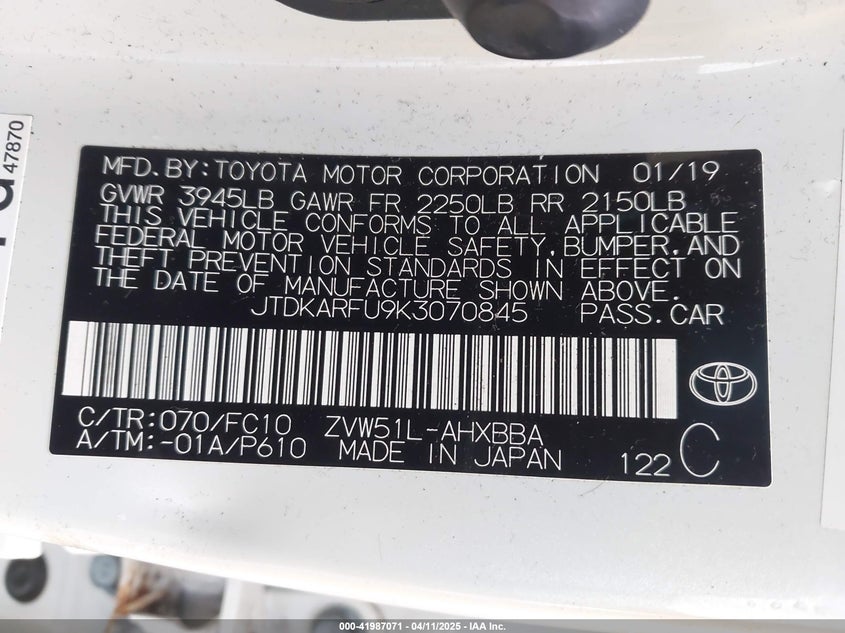 MFD.BY:TOYOTA MOTOR CORPORATION 01/19
GVWR 3945LB GAWR FR 2250LB RR 2150LB
THIS VEHICLE CONFORMS TO ALL APPLICABLE
FEDERAL MOTOR VEHICLE SAFETY,BUMPER,AND
THEFT PREVENTION STANDARDS IN EFFECT ON
THE DATE OF MANUFACTURE SHOWN ABOVE.
JTDKARFU9K3070845 PASS.CAR
C/TR:070/FC10 ZVW51L-AHXBBA
A/TM:-01A/P610 MADE IN JAPAN 122 C
47870
000-41987071 - 04/11/2025 - IAA Inc.